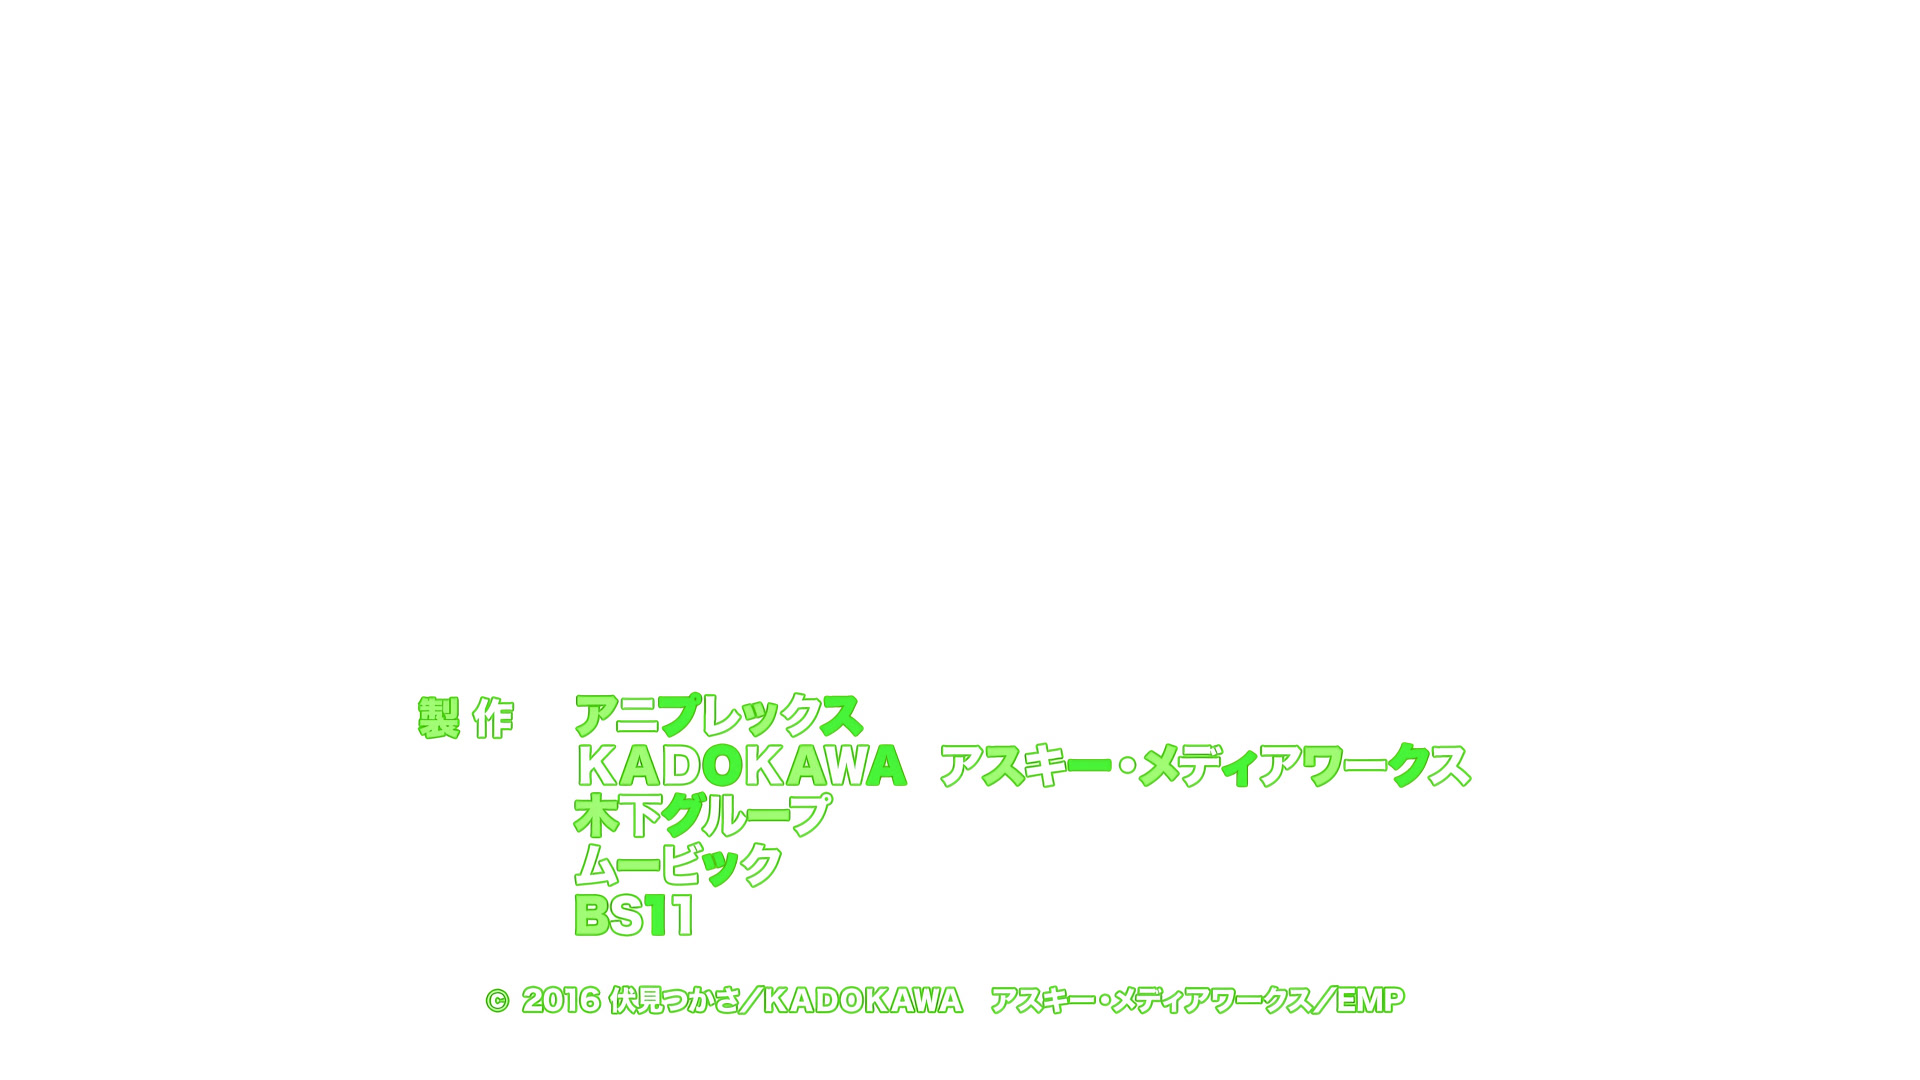 製作 アニプレックス
KADOKAWA アスキー・メディアワークス
木下グループ
ムービック
BS11
© 2016 伏見つかさ／KADOKAWA アスキー・メディアワークス／EMP